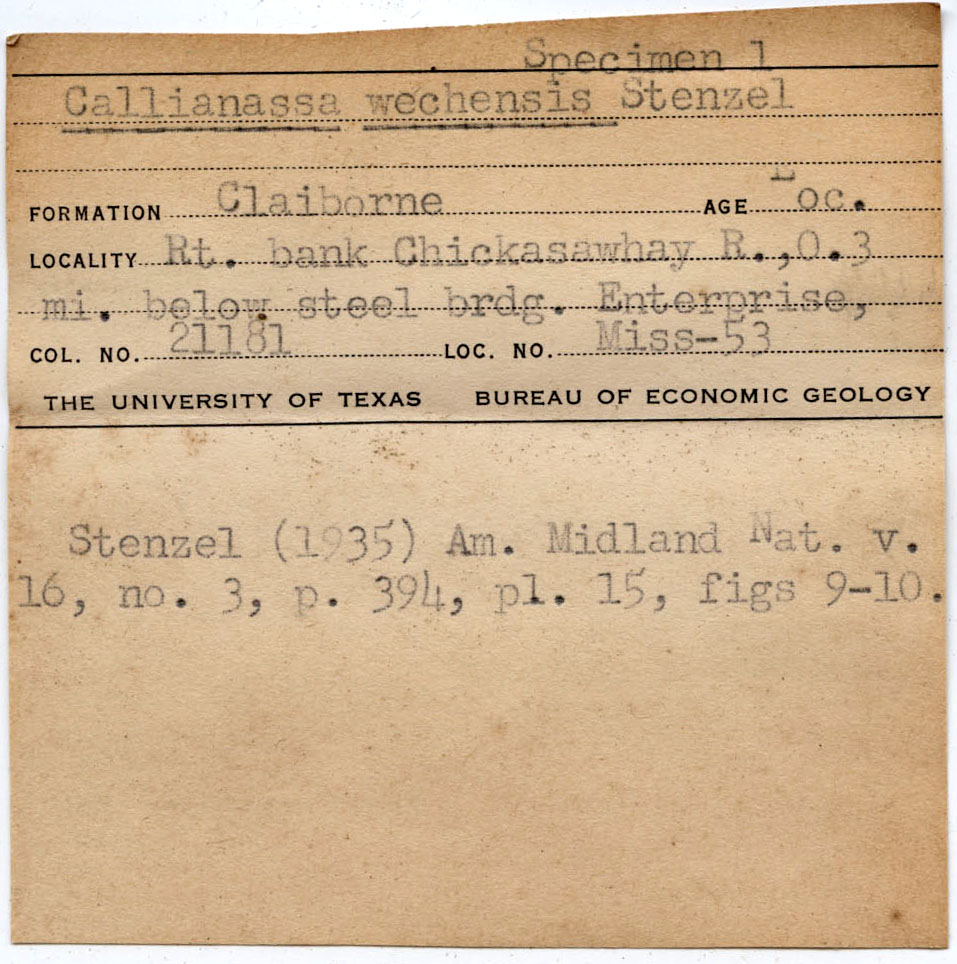 Specimen 1
Callianassa wechensis Stenzel
FORMATION Claiborne AGE Eoc.
LOCALITY Rt. bank Chickasawhay R.,0.3
mi. below steel brdg. Enterprise,
COL. NO. 21181 LOC. NO. Miss-53
THE UNIVERSITY OF TEXAS BUREAU OF ECONOMIC GEOLOGY
Stenzel (1935) Am. Midland Nat. v.
16, no. 3, p. 394, pl. 15, figs 9-10.